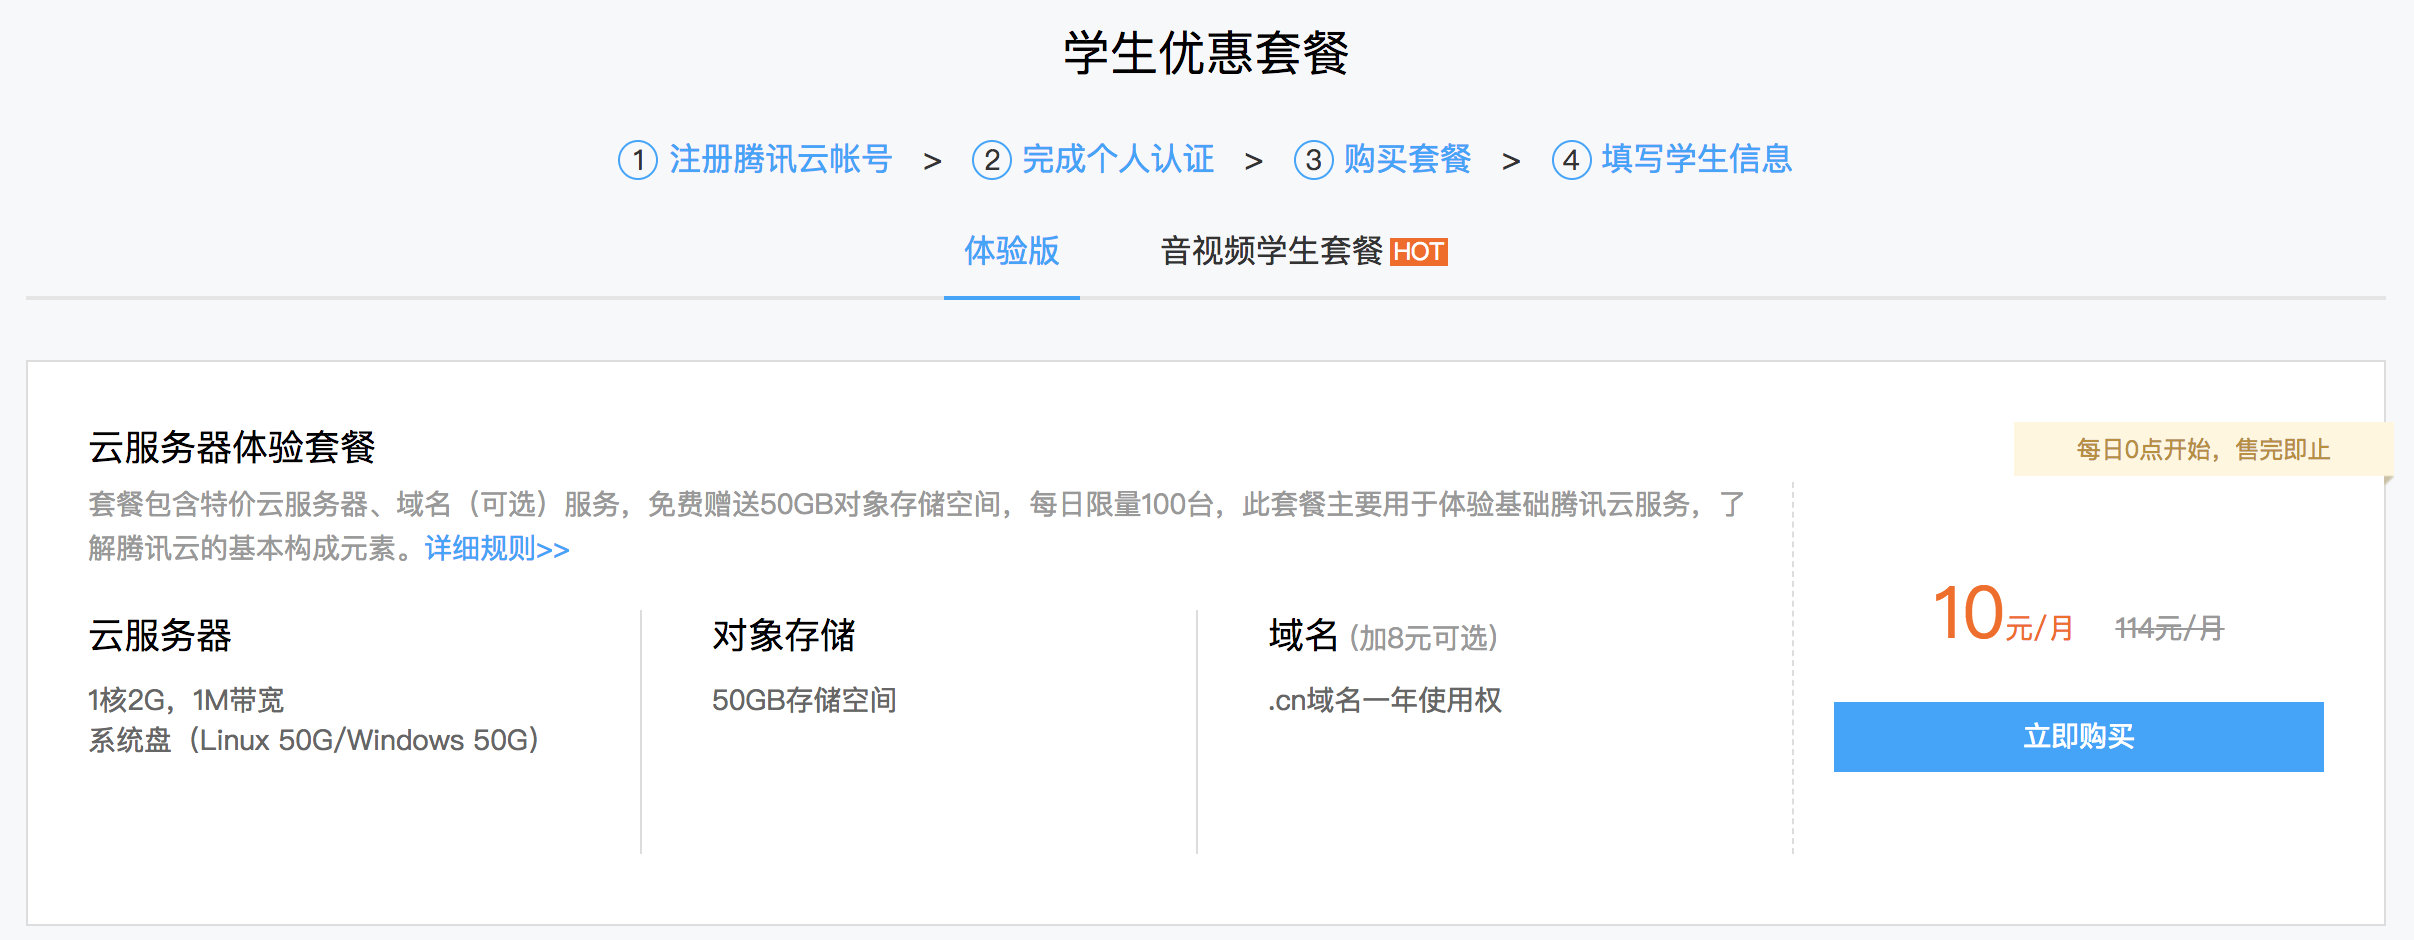 学生优惠套餐
① 注册腾讯云帐号 > ② 完成个人认证 > ③ 购买套餐 > ④ 填写学生信息
体验版 音视频学生套餐 HOT
云服务器体验套餐
每日0点开始，售完即止
套餐包含特价云服务器、域名（可选）服务，免费赠送50GB对象存储空间，每日限量100台，此套餐主要用于体验基础腾讯云服务，了
解腾讯云的基本构成元素。详细规则>>
10元/月 114元/月
云服务器
1核2G，1M带宽
系统盘（Linux 50G/Windows 50G）
对象存储
50GB存储空间
域名 (加8元可选)
.cn域名一年使用权
立即购买